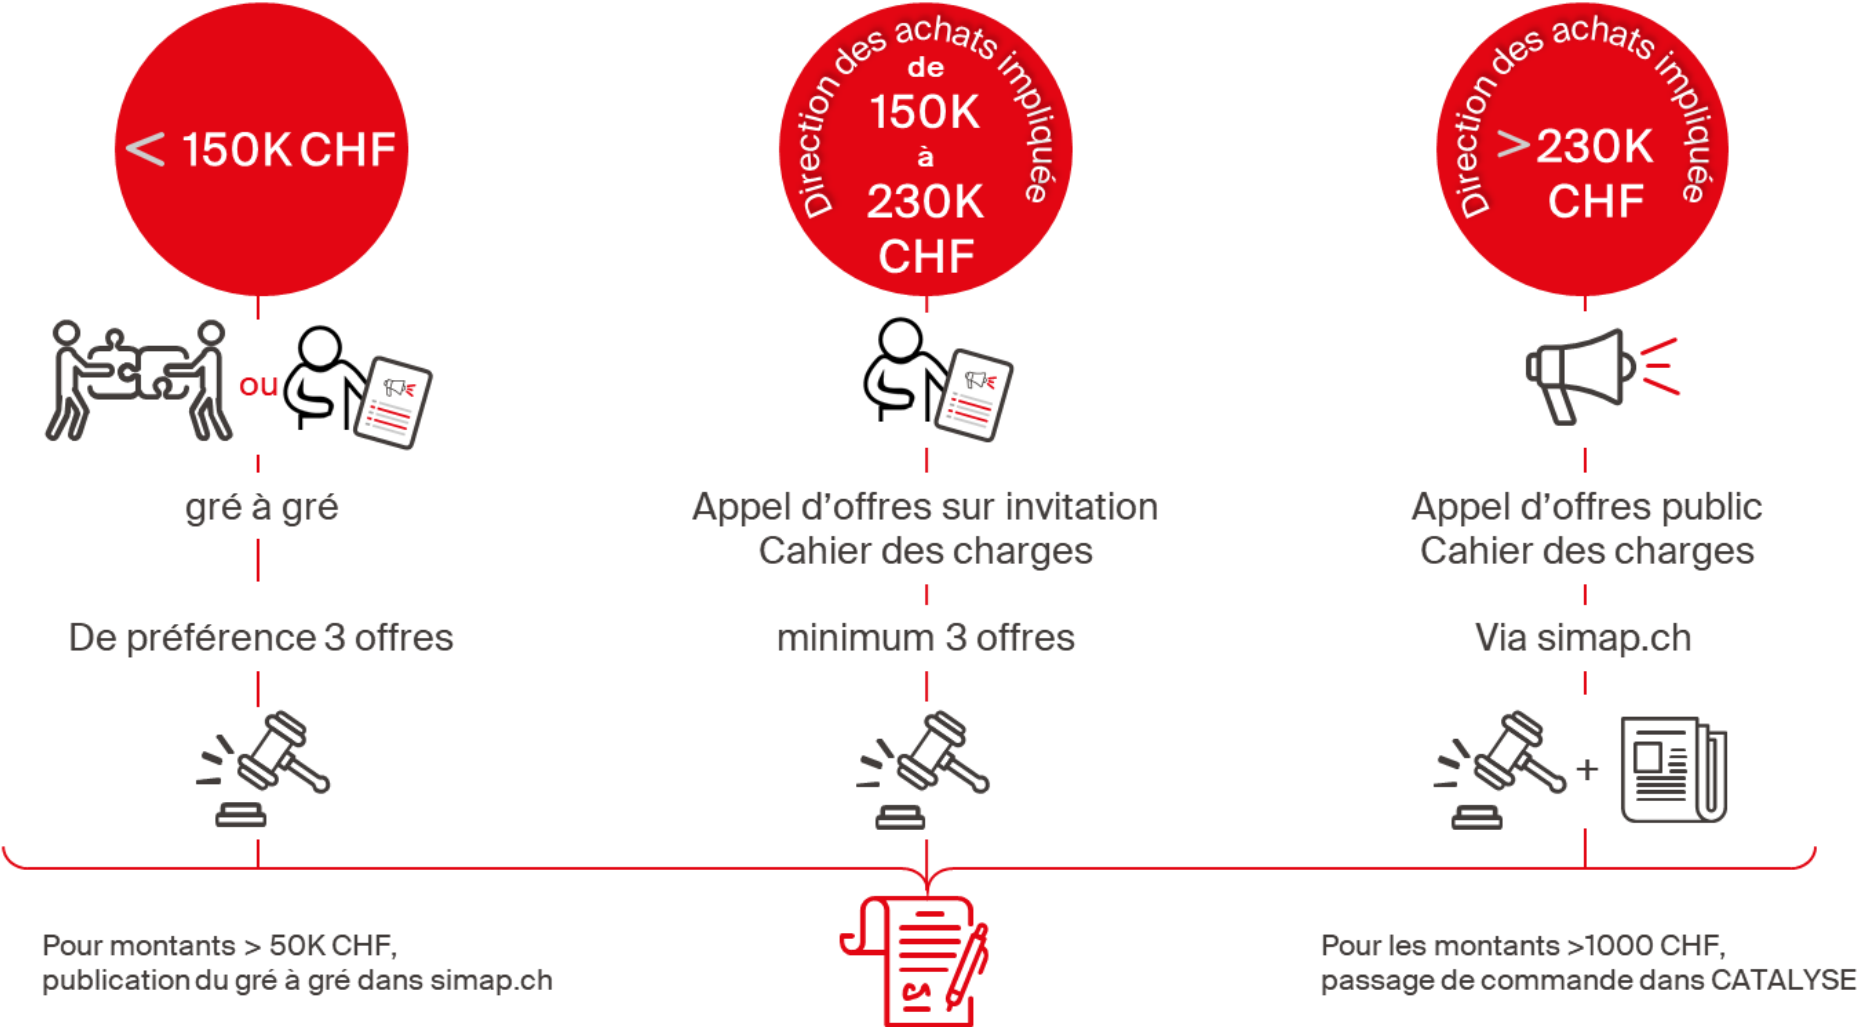 < 150K CHF
ou
gré à gré
De préférence 3 offres
Pour montants > 50K CHF,
publication du gré à gré dans simap.ch
Direction des achats impliquée
de
150K
à
230K
CHF
Appel d’offres sur invitation
Cahier des charges
minimum 3 offres
Direction des achats impliquée
>230K
CHF
Appel d’offres public
Cahier des charges
Via simap.ch
+
Pour les montants >1000 CHF,
passage de commande dans CATALYSE